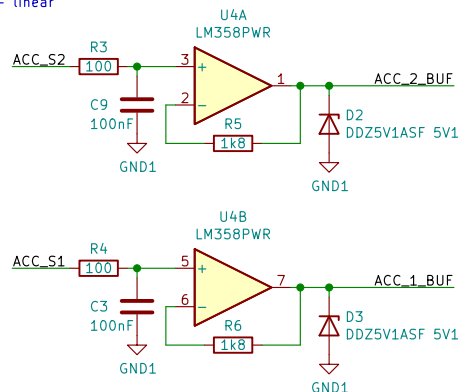 - linear
U4A
LM358PWR
ACC_S2
R3
100
3
+
2
-
1
ACC_2_BUF
C9
100nF
GND1
R5
1k8
D2
DDZ5V1ASF 5V1
GND1
U4B
LM358PWR
ACC_S1
R4
100
5
+
6
-
7
ACC_1_BUF
C3
100nF
GND1
R6
1k8
D3
DDZ5V1ASF 5V1
GND1